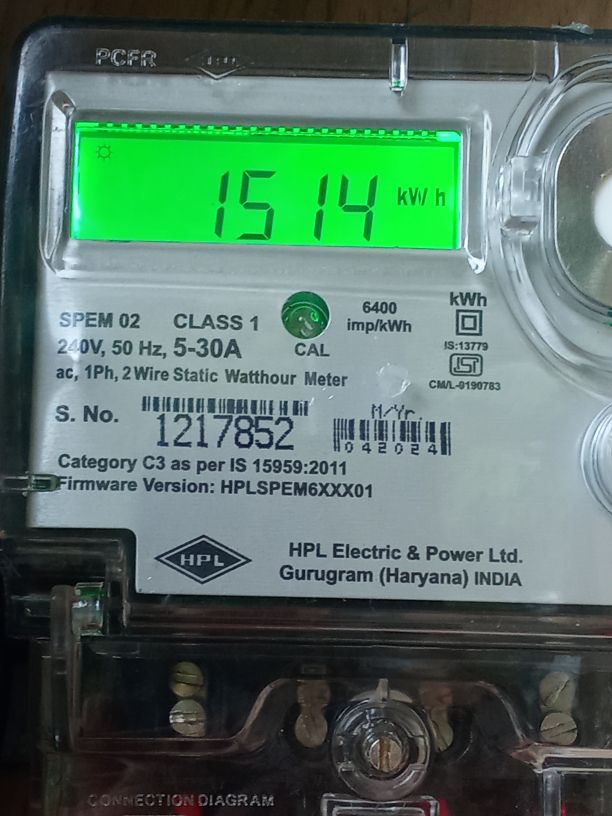 PCFR
1514 kWh
SPEM 02 CLASS 1 6400 imp/kWh kWh
240V, 50 Hz, 5-30A CAL IS:13779
ac, 1Ph, 2 Wire Static Watthour Meter CM/L-0190783
S. No. 1217852 M/Yr. 042024
Category C3 as per IS 15959:2011
Firmware Version: HPLSPEM6XXX01
HPL HPL Electric & Power Ltd.
Gurugram (Haryana) INDIA
CONNECTION DIAGRAM